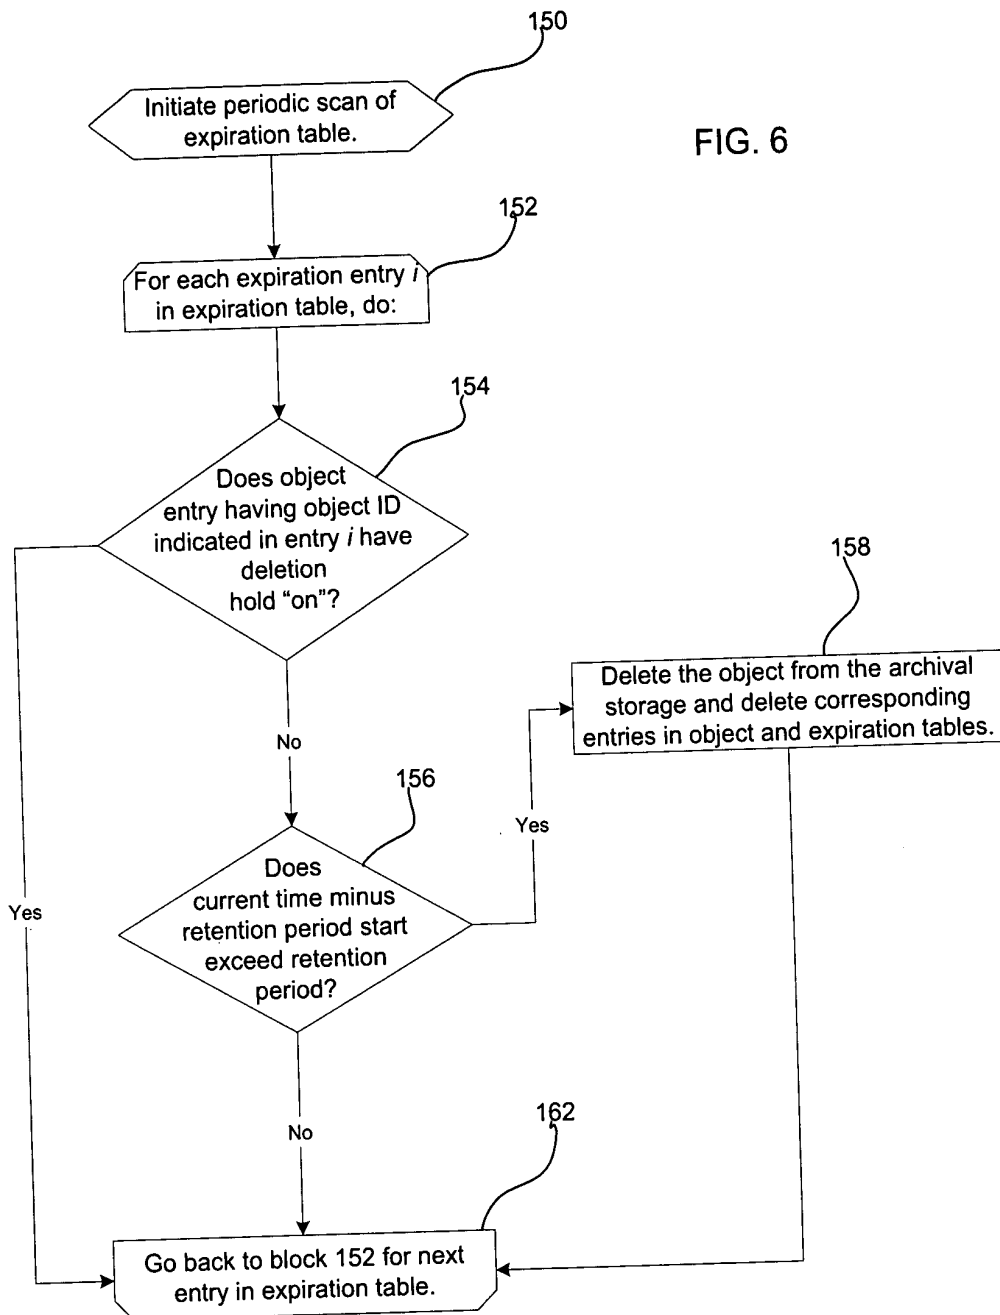 150
Initiate periodic scan of
expiration table.
FIG. 6
152
For each expiration entry i
in expiration table, do:
154
Does object
entry having object ID
indicated in entry i have
deletion
hold “on”?
158
Delete the object from the archival
storage and delete corresponding
entries in object and expiration tables.
No
156
Yes
Does
current time minus
retention period start
exceed retention
period?
Yes
No
162
Go back to block 152 for next
entry in expiration table.